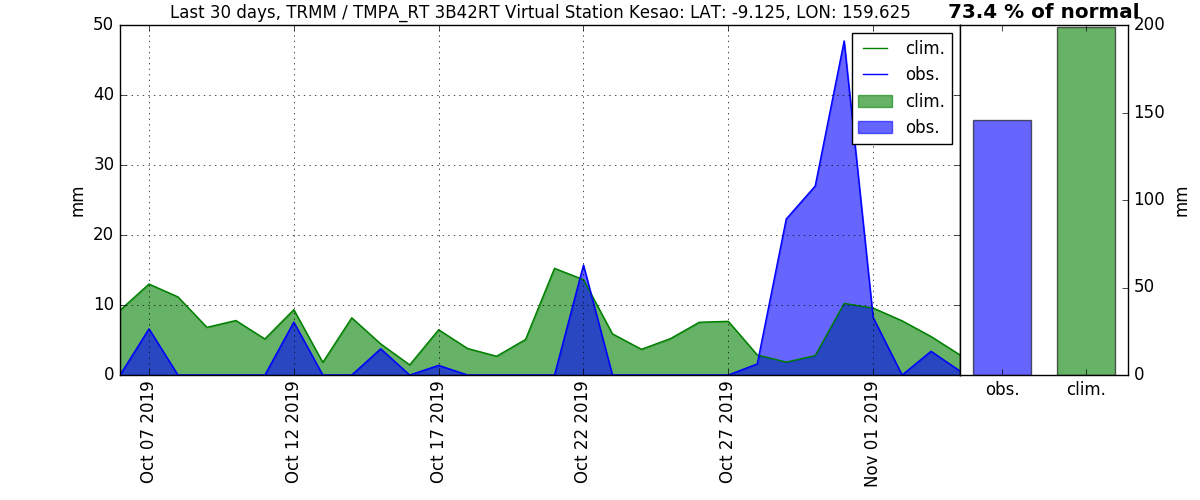 Last 30 days, TRMM / TMPA_RT 3B42RT Virtual Station Kesao: LAT: -9.125, LON: 159.625
73.4 % of normal
50
40
30
20
10
0
mm
clim.
obs.
clim.
obs.
Oct 07 2019
Oct 12 2019
Oct 17 2019
Oct 22 2019
Oct 27 2019
Nov 01 2019
200
150
100
50
0
mm
obs.
clim.